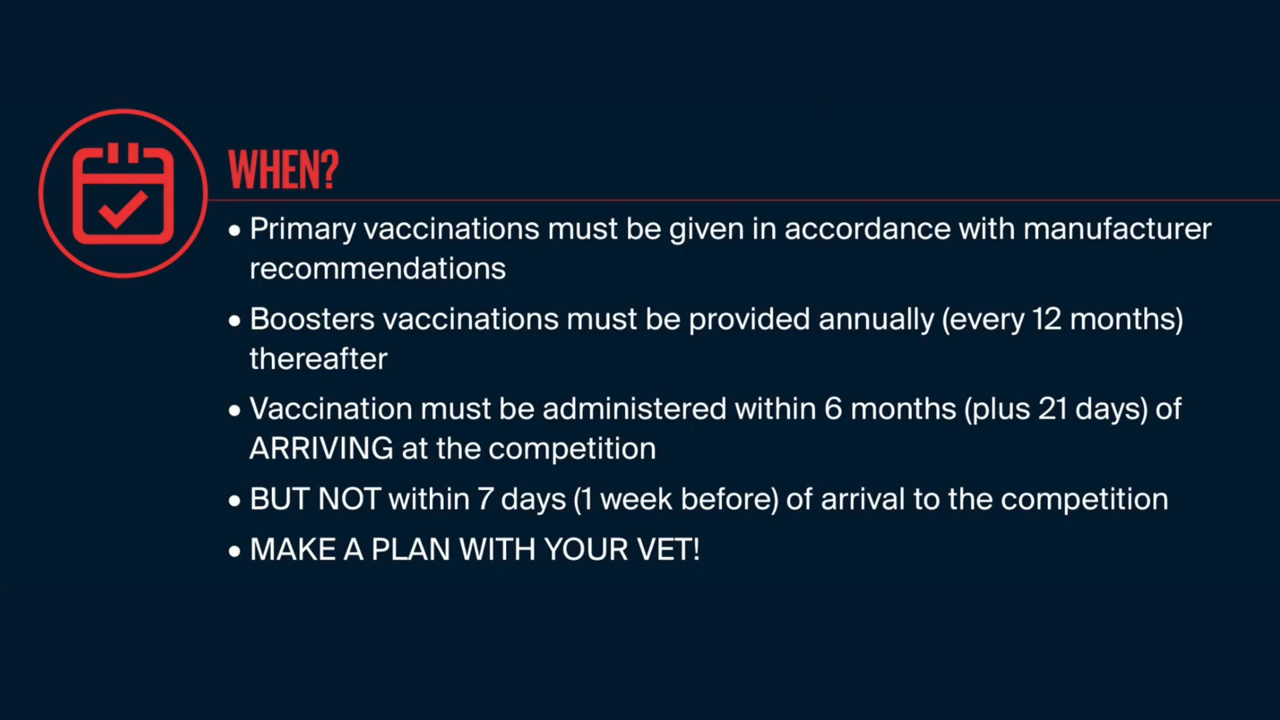 WHEN?
• Primary vaccinations must be given in accordance with manufacturer
recommendations
• Boosters vaccinations must be provided annually (every 12 months)
thereafter
• Vaccination must be administered within 6 months (plus 21 days) of
ARRIVING at the competition
• BUT NOT within 7 days (1 week before) of arrival to the competition
• MAKE A PLAN WITH YOUR VET!